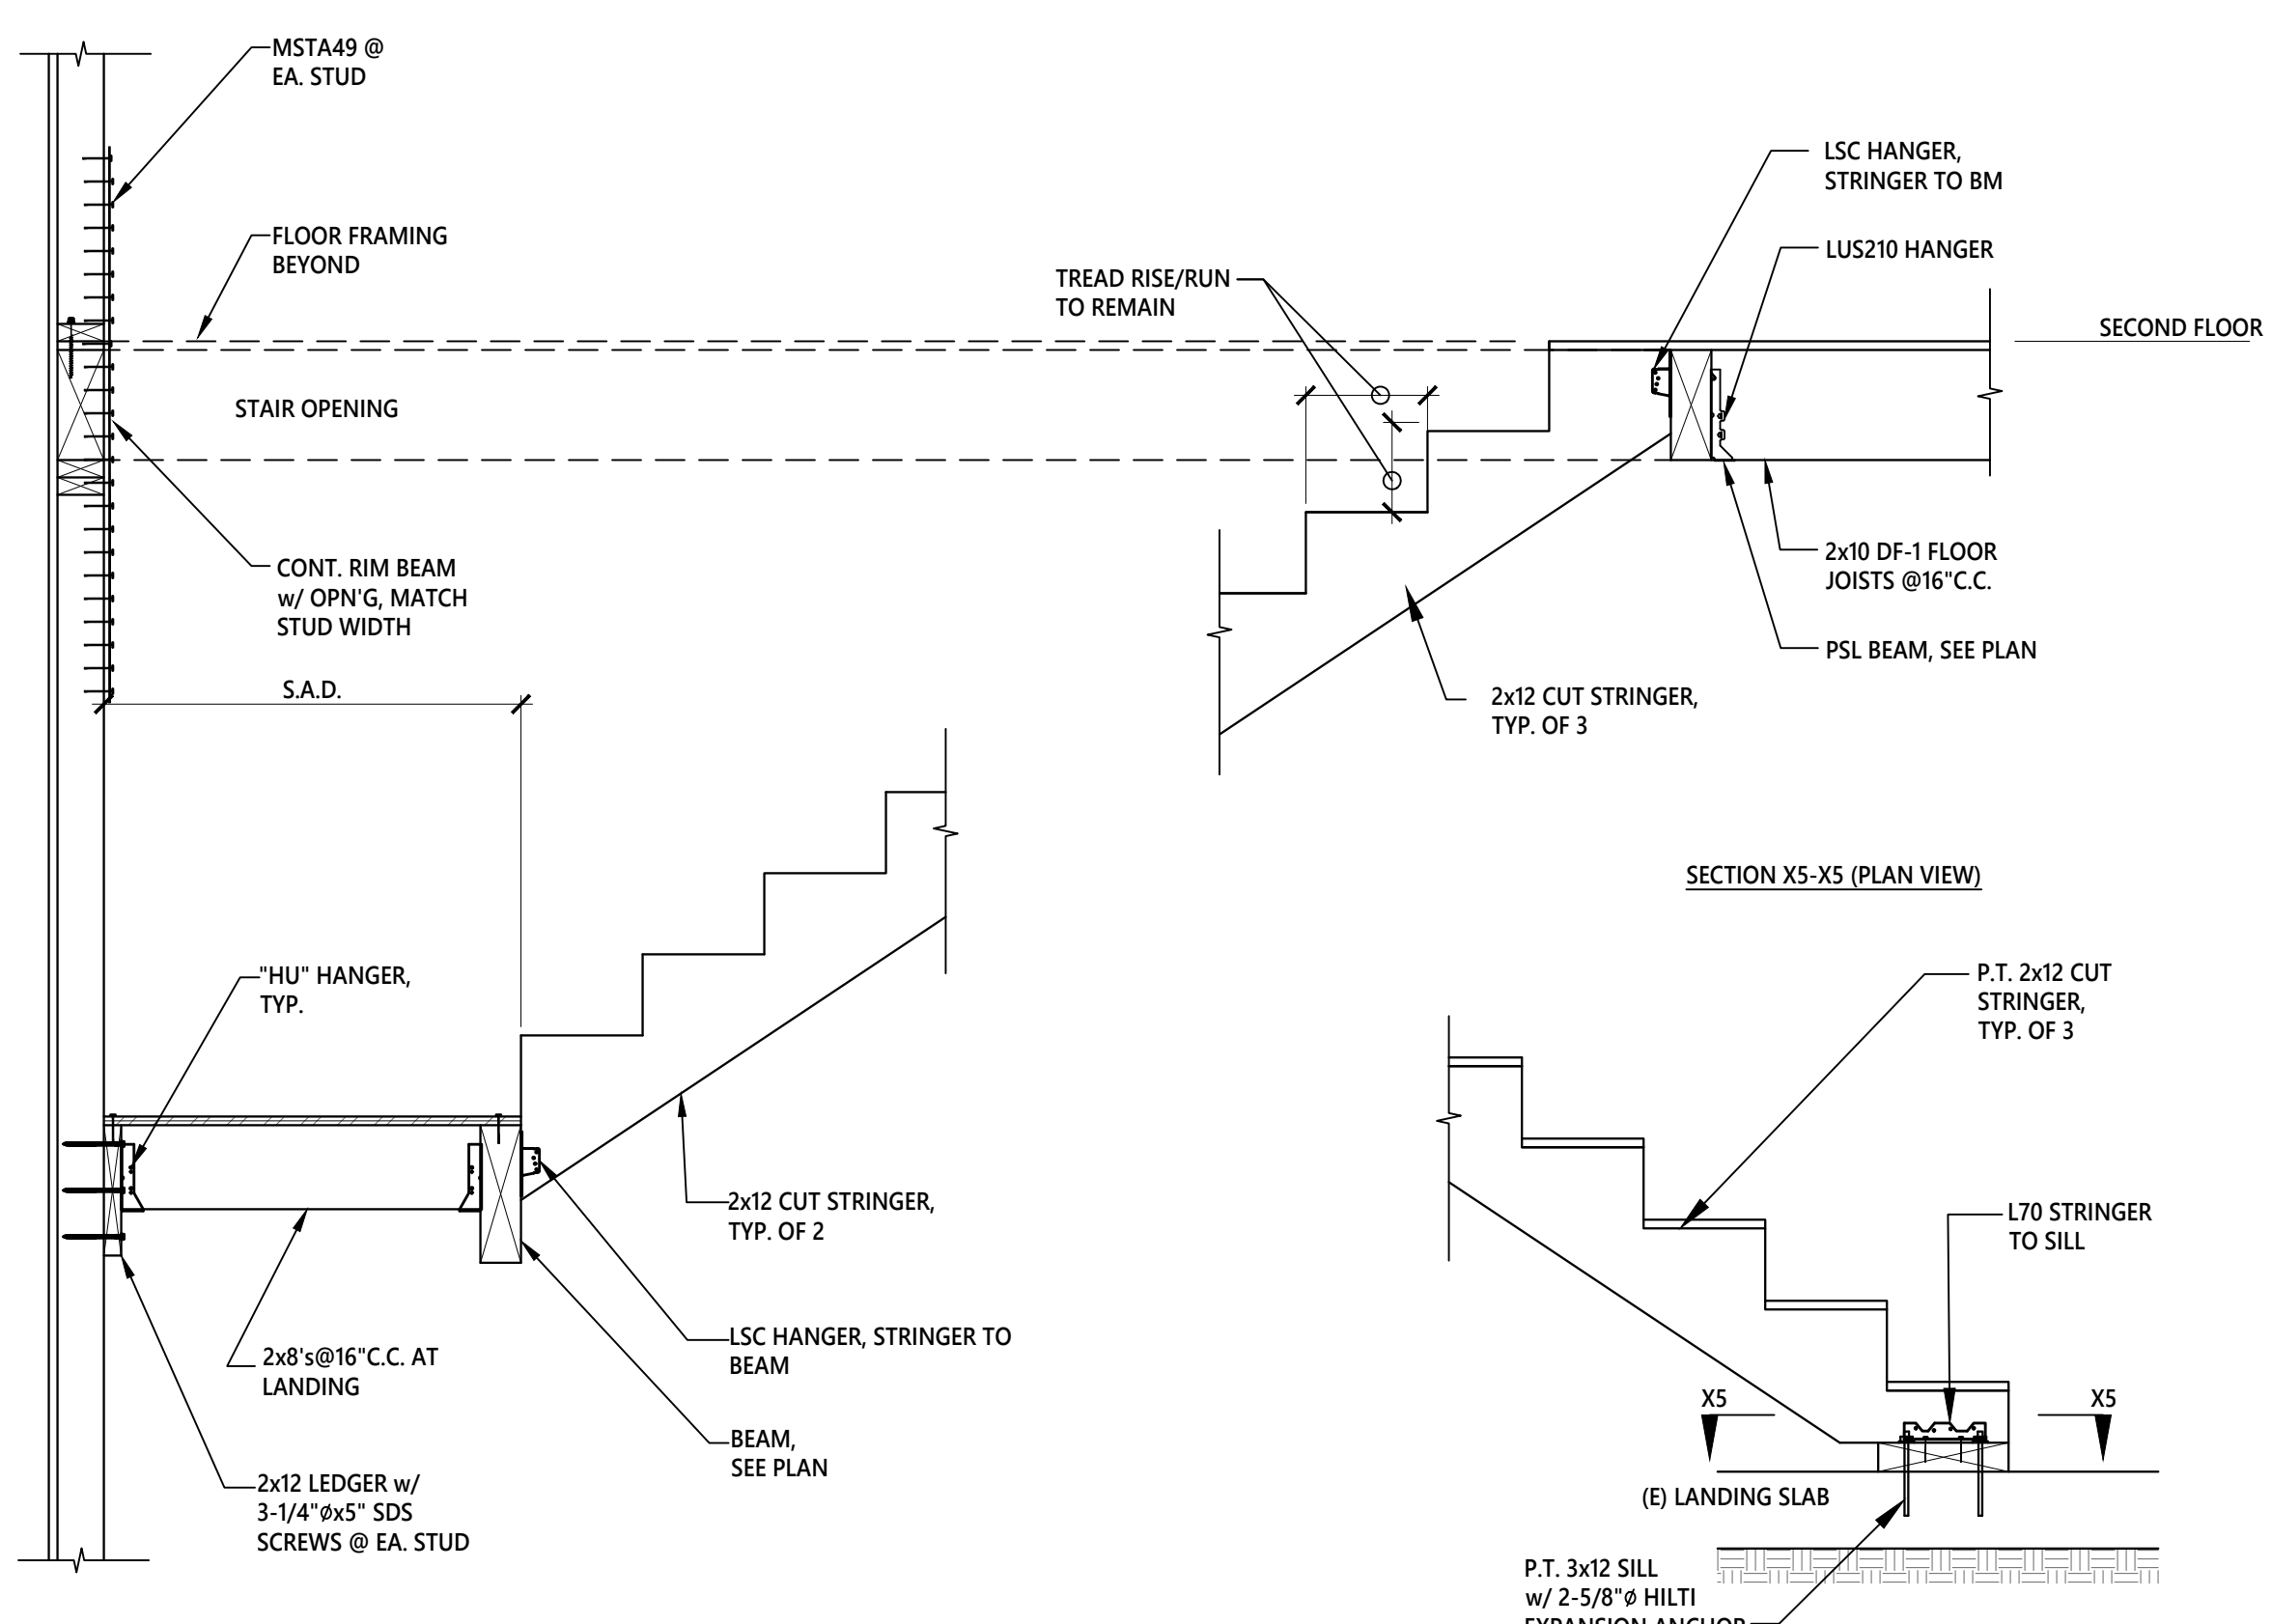 MSTA49 @
EA. STUD
FLOOR FRAMING
BEYOND
STAIR OPENING
CONT. RIM BEAM
w/ OPN'G, MATCH
STUD WIDTH
S.A.D.
"HU" HANGER,
TYP.
2x8's@16"C.C. AT
LANDING
2x12 LEDGER w/
3-1/4"øx5" SDS
SCREWS @ EA. STUD
2x12 CUT STRINGER,
TYP. OF 2
LSC HANGER, STRINGER TO
BEAM
BEAM,
SEE PLAN
TREAD RISE/RUN
TO REMAIN
LSC HANGER,
STRINGER TO BM
LUS210 HANGER
SECOND FLOOR
2x10 DF-1 FLOOR
JOISTS @16"C.C.
PSL BEAM, SEE PLAN
2x12 CUT STRINGER,
TYP. OF 3
SECTION X5-X5 (PLAN VIEW)
P.T. 2x12 CUT
STRINGER,
TYP. OF 3
L70 STRINGER
TO SILL
X5
X5
(E) LANDING SLAB
P.T. 3x12 SILL
w/ 2-5/8"ø HILTI
EXPANSION ANCHOR